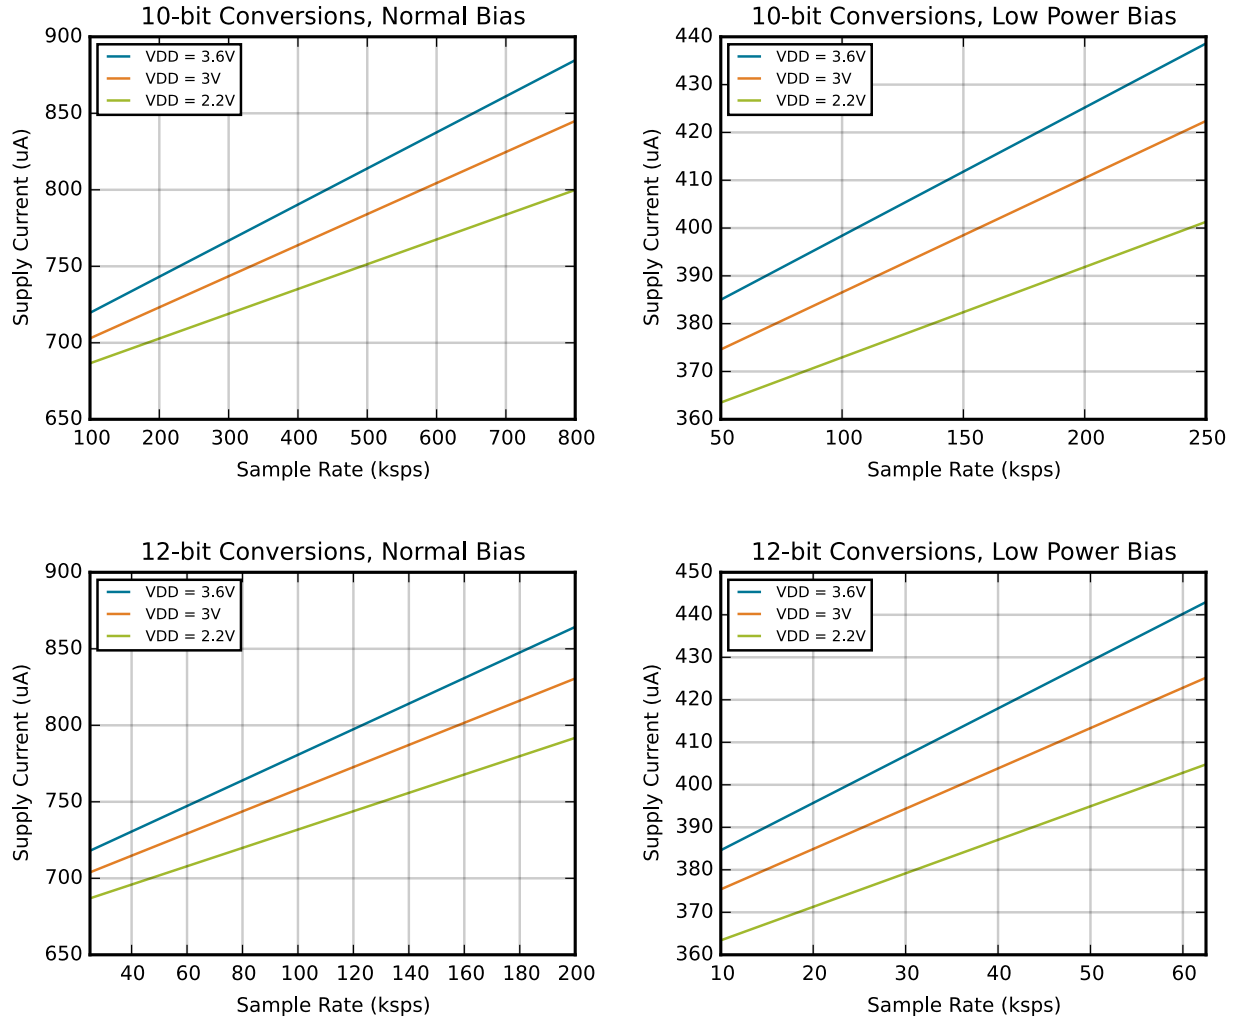 10-bit Conversions, Normal Bias
900
850
800
750
700
650
VDD = 3.6V
VDD = 3V
VDD = 2.2V
Supply Current (uA)
100 200 300 400 500 600 700 800
Sample Rate (ksps)
10-bit Conversions, Low Power Bias
440
430
420
410
400
390
380
370
360
VDD = 3.6V
VDD = 3V
VDD = 2.2V
Supply Current (uA)
50 100 150 200 250
Sample Rate (ksps)
12-bit Conversions, Normal Bias
900
850
800
750
700
650
VDD = 3.6V
VDD = 3V
VDD = 2.2V
Supply Current (uA)
40 60 80 100 120 140 160 180 200
Sample Rate (ksps)
12-bit Conversions, Low Power Bias
450
440
430
420
410
400
390
380
370
360
VDD = 3.6V
VDD = 3V
VDD = 2.2V
Supply Current (uA)
10 20 30 40 50 60
Sample Rate (ksps)